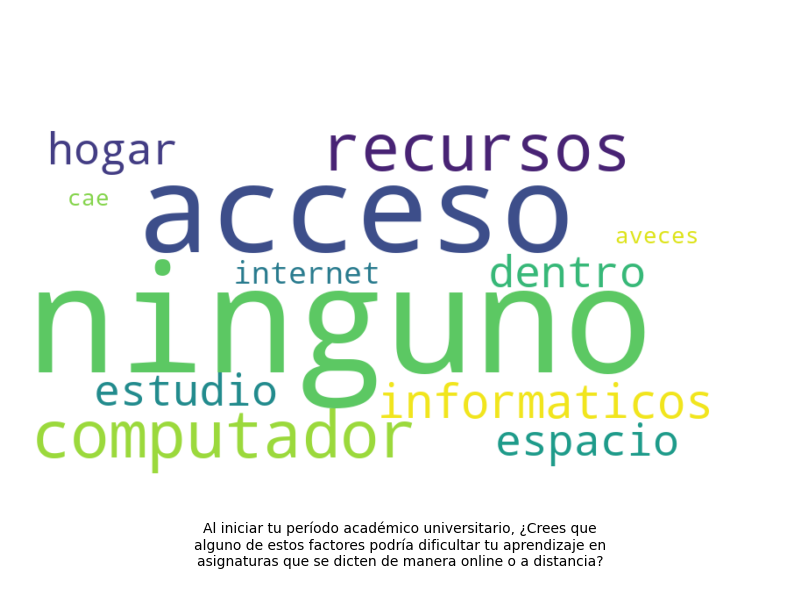 hogar
recursos
cae
acceso
aveces
internet
dentro
ninguno
estudio
informaticos
computador
espacio
Al iniciar tu período académico universitario, ¿Crees que
alguno de estos factores podría dificultar tu aprendizaje en
asignaturas que se dicten de manera online o a distancia?